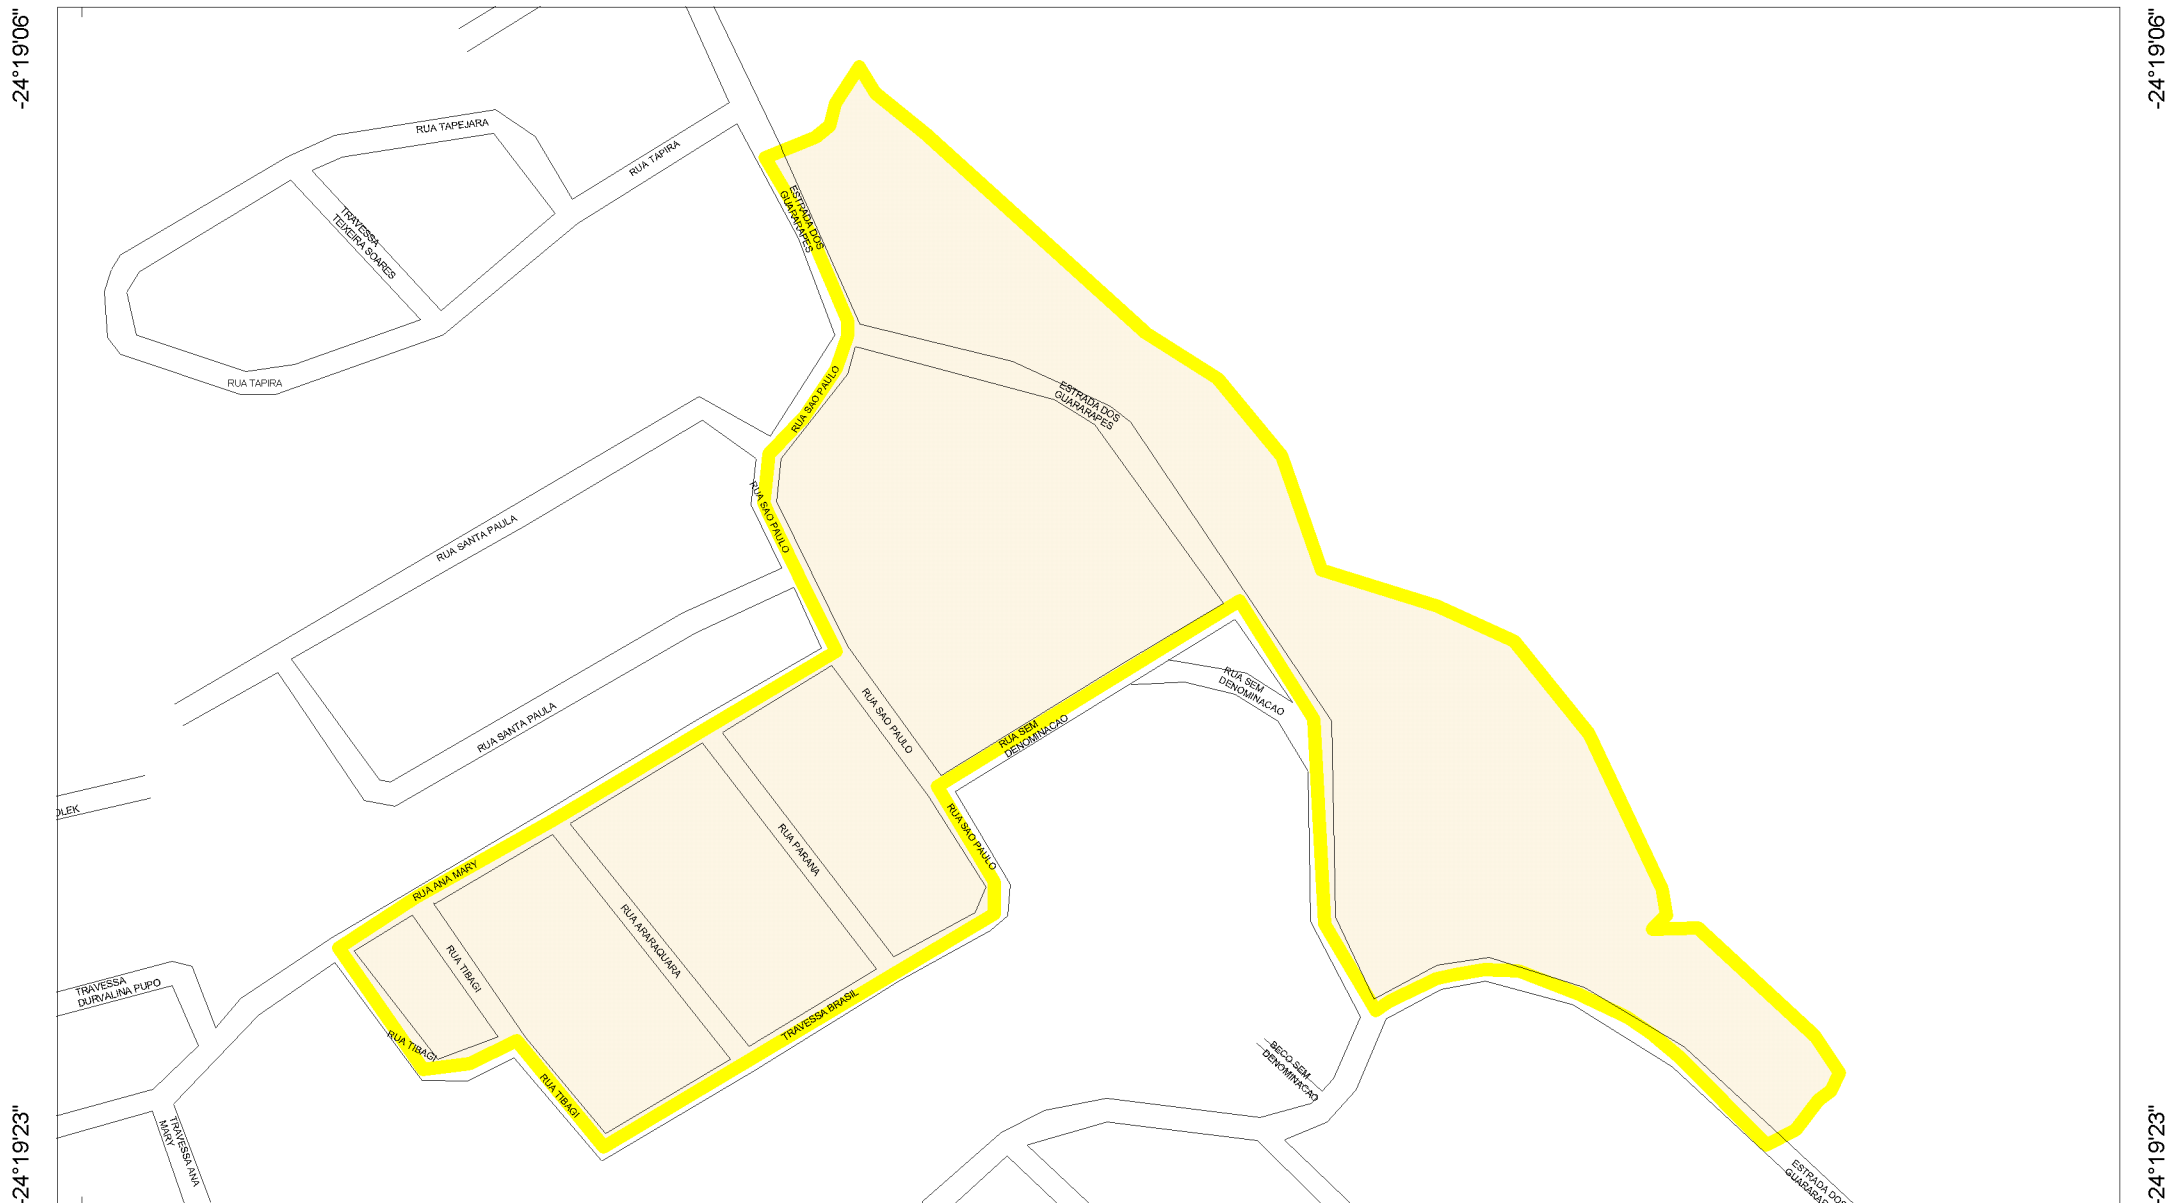 -24°19'06"
-24°19'06"
RUA TAPEJARA
RUA TAPIRA
TRAVESSA
TEIXEIRA SOARES
ESTRADA DOS
GUARARAPES
RUA TAPIRA
RUA SAO PAULO
ESTRADA DOS
GUARARAPES
RUA SAO PAULO
RUA SANTA PAULA
RUA SEM
DENOMINACAO
RUA SANTA PAULA
RUA SAO PAULO
RUA SEM
DENOMINACAO
OLEK
RUA SAO PAULO
RUA PARANA
RUA ANA MARY
RUA ARARAQUARA
RUA TIBAGI
TRAVESSA
DURVALINA PUPO
TRAVESSA BRASIL
RUA TIBAGI
RUA TIBAGI
BECO SEM
DENOMINACAO
TRAVESSA ANA
MARY
ESTRADA DOS
GUARARAP
-24°19'23"
-24°19'23"